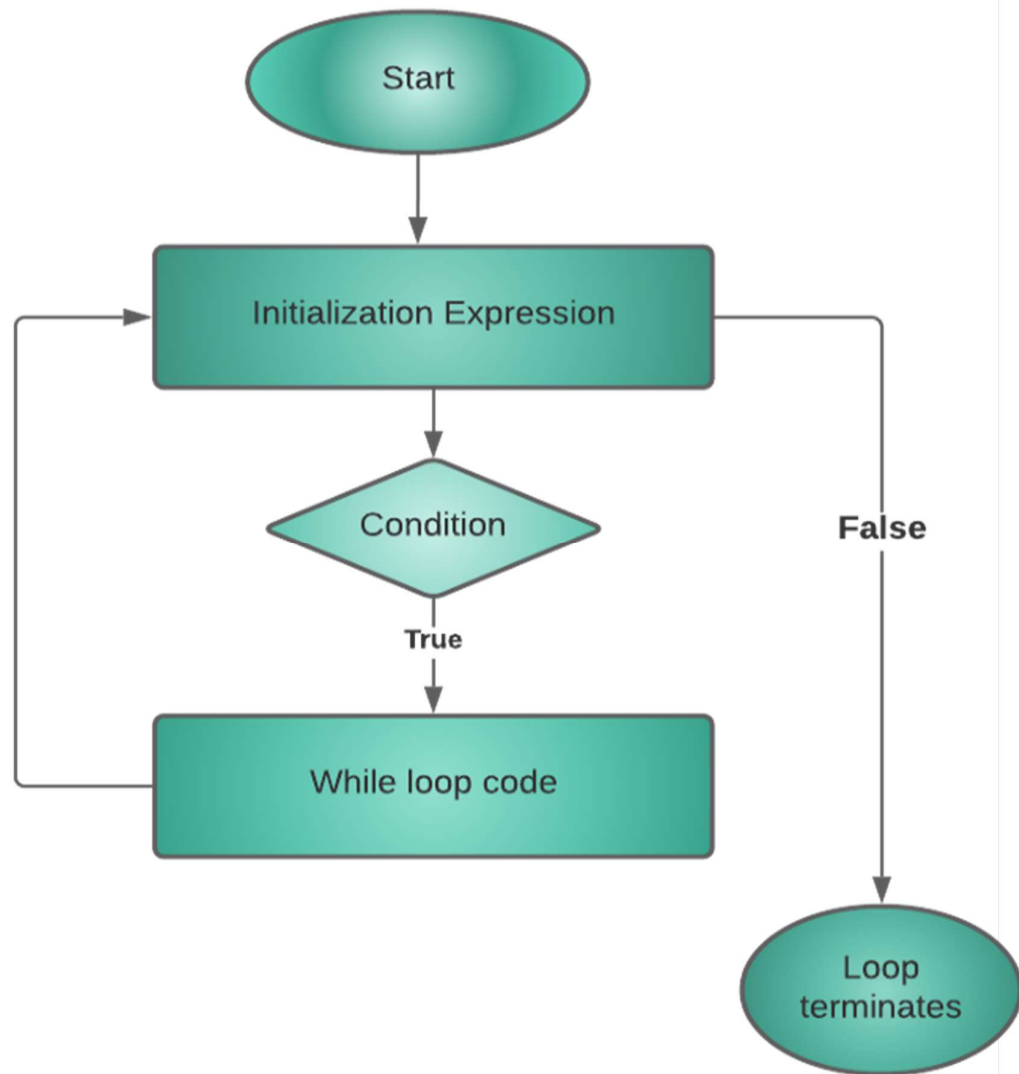 Start
Initialization Expression
Condition
False
True
While loop code
Loop
terminates